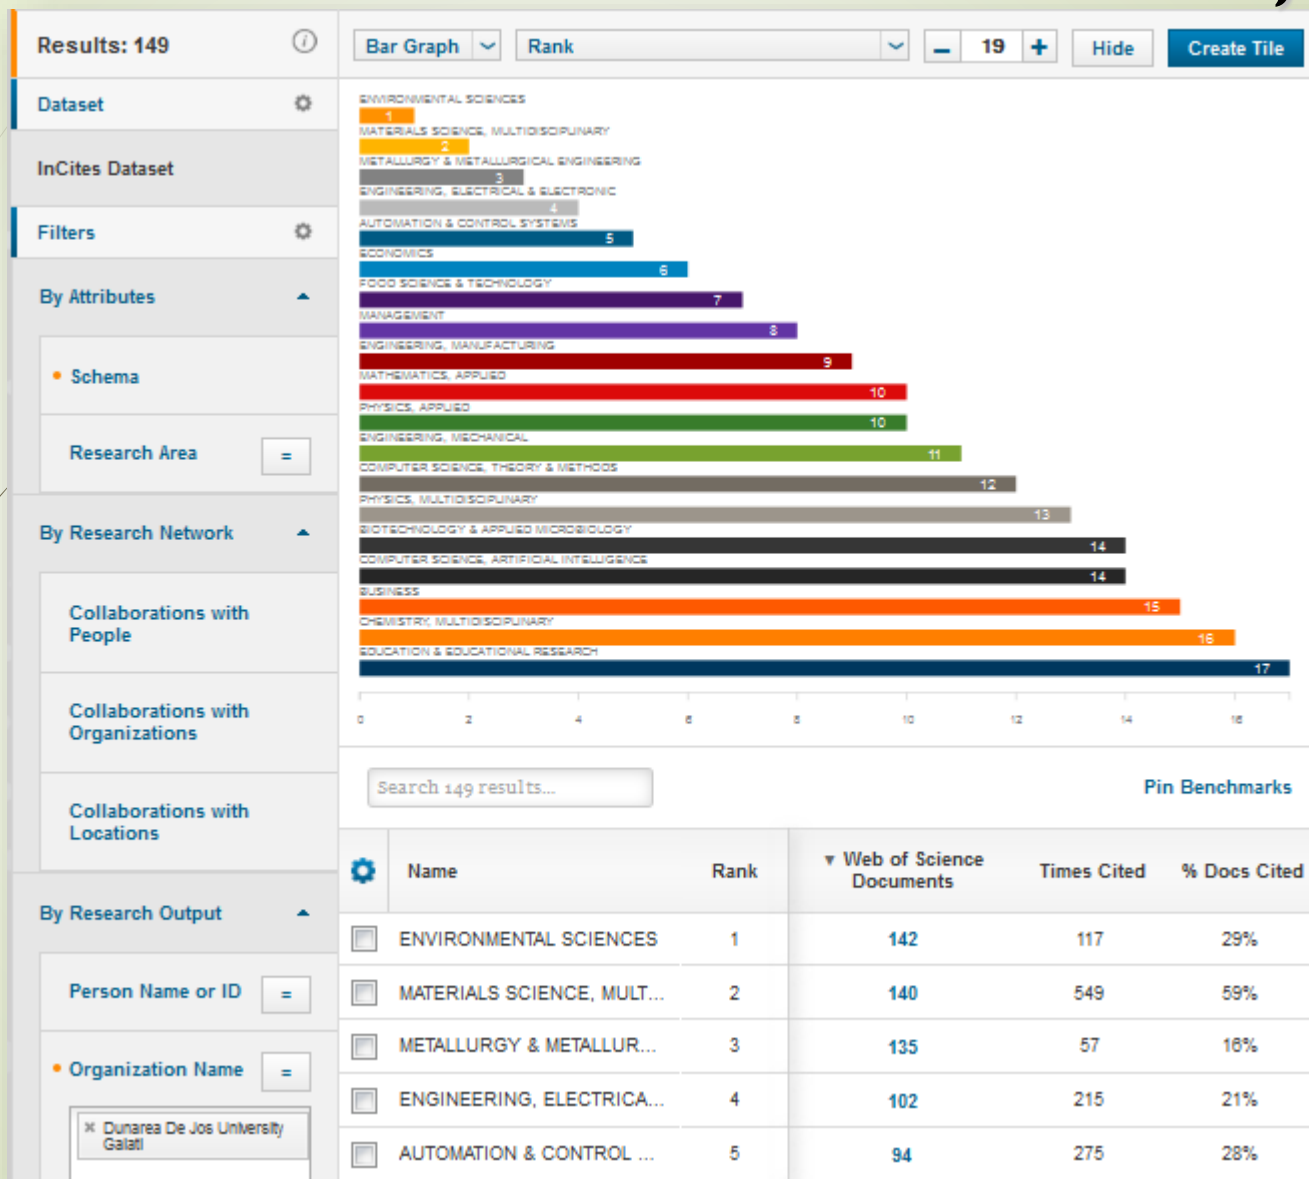 Results: 149
Bar Graph
Rank
19
Hide
Create Tile
Dataset
InCites Dataset
Filters
By Attributes
Schema
Research Area
=
By Research Network
Collaborations with
People
Collaborations with
Organizations
Collaborations with
Locations
By Research Output
Person Name or ID
=
Organization Name
=
Dunarea De Jos University
Galati
ENVIRONMENTAL SCIENCES
1
MATERIALS SCIENCE, MULTIDISCIPLINARY
2
METALLURGY & METALLURGICAL ENGINEERING
3
ENGINEERING, ELECTRICAL & ELECTRONIC
4
AUTOMATION & CONTROL SYSTEMS
5
ECONOMICS
6
FOOD SCIENCE & TECHNOLOGY
7
MANAGEMENT
8
ENGINEERING, MANUFACTURING
9
MATHEMATICS, APPLIED
10
PHYSICS, APPLIED
10
ENGINEERING, MECHANICAL
11
COMPUTER SCIENCE, THEORY & METHODS
12
PHYSICS, MULTIDISCIPLINARY
13
BIOTECHNOLOGY & APPLIED MICROBIOLOGY
14
COMPUTER SCIENCE, ARTIFICIAL INTELLIGENCE
14
BUSINESS
15
CHEMISTRY, MULTIDISCIPLINARY
16
EDUCATION & EDUCATIONAL RESEARCH
17
0 2 4 6 8 10 12 14 16
Search 149 results...
Pin Benchmarks
Name Rank Web of Science Documents Times Cited % Docs Cited
ENVIRONMENTAL SCIENCES 1 142 117 29%
MATERIALS SCIENCE, MULT... 2 140 549 59%
METALLURGY & METALLUR... 3 135 57 16%
ENGINEERING, ELECTRICA... 4 102 215 21%
AUTOMATION & CONTROL ... 5 94 275 28%